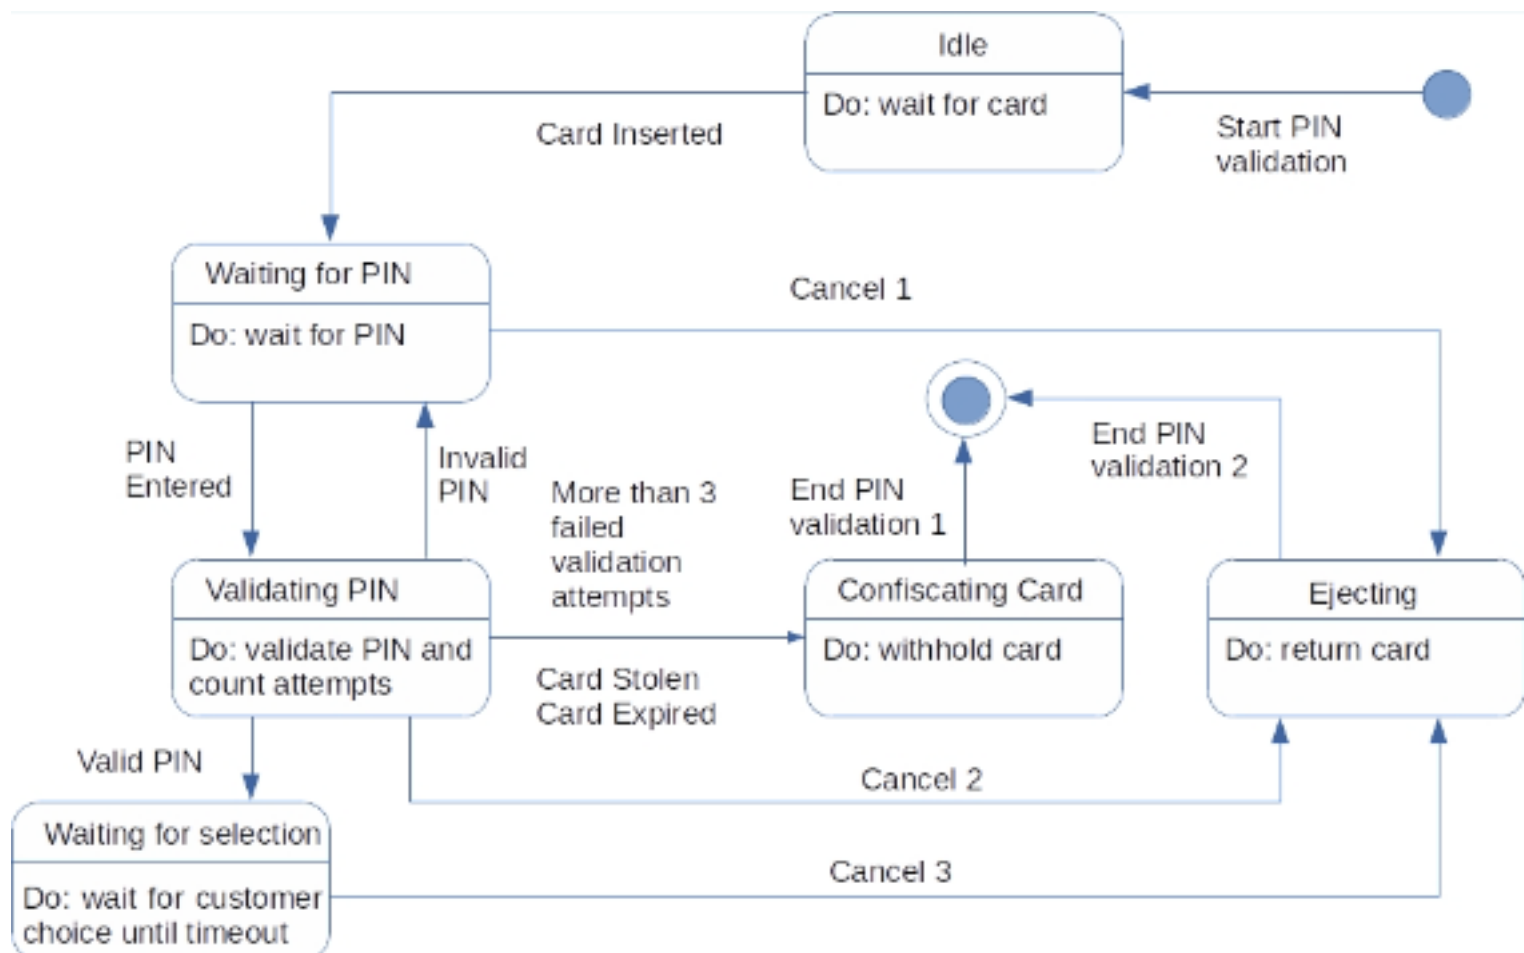 Idle
Do: wait for card
Start PIN
validation
Card Inserted
Waiting for PIN
Do: wait for PIN
Cancel 1
PIN
Entered
Invalid
PIN
More than 3
failed
validation
attempts
End PIN
validation 1
End PIN
validation 2
Validating PIN
Do: validate PIN and
count attempts
Card Stolen
Card Expired
Confiscating Card
Do: withhold card
Ejecting
Do: return card
Valid PIN
Cancel 2
Waiting for selection
Do: wait for customer
choice until timeout
Cancel 3